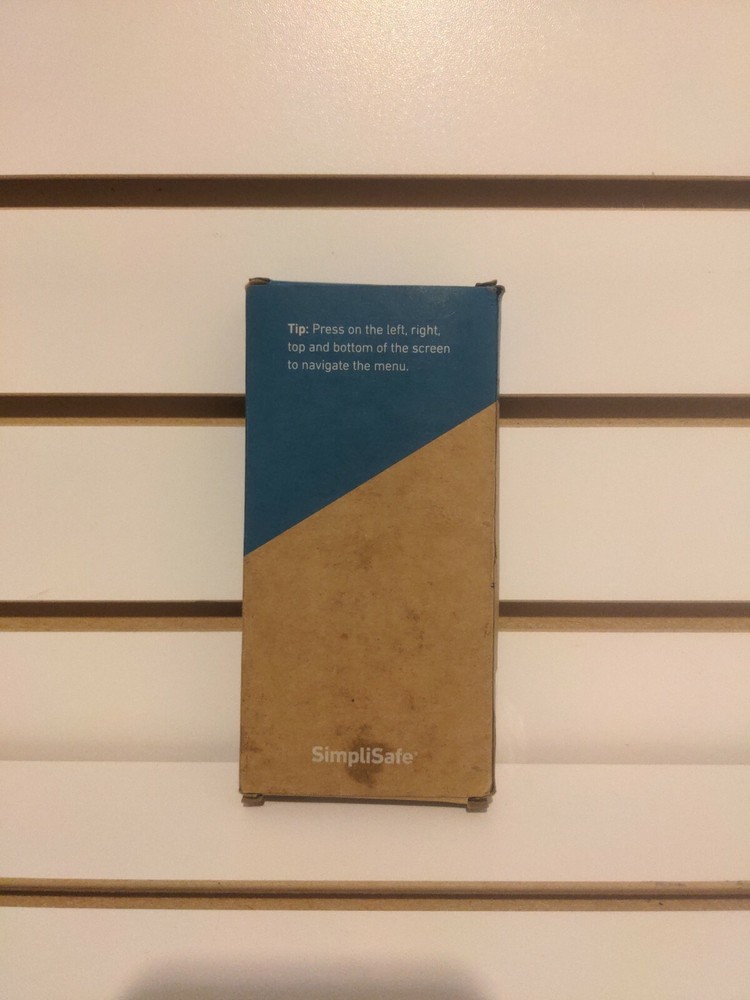 Tip: Press on the left, right,
top and bottom of the screen
to navigate the menu.
SimpliSafe